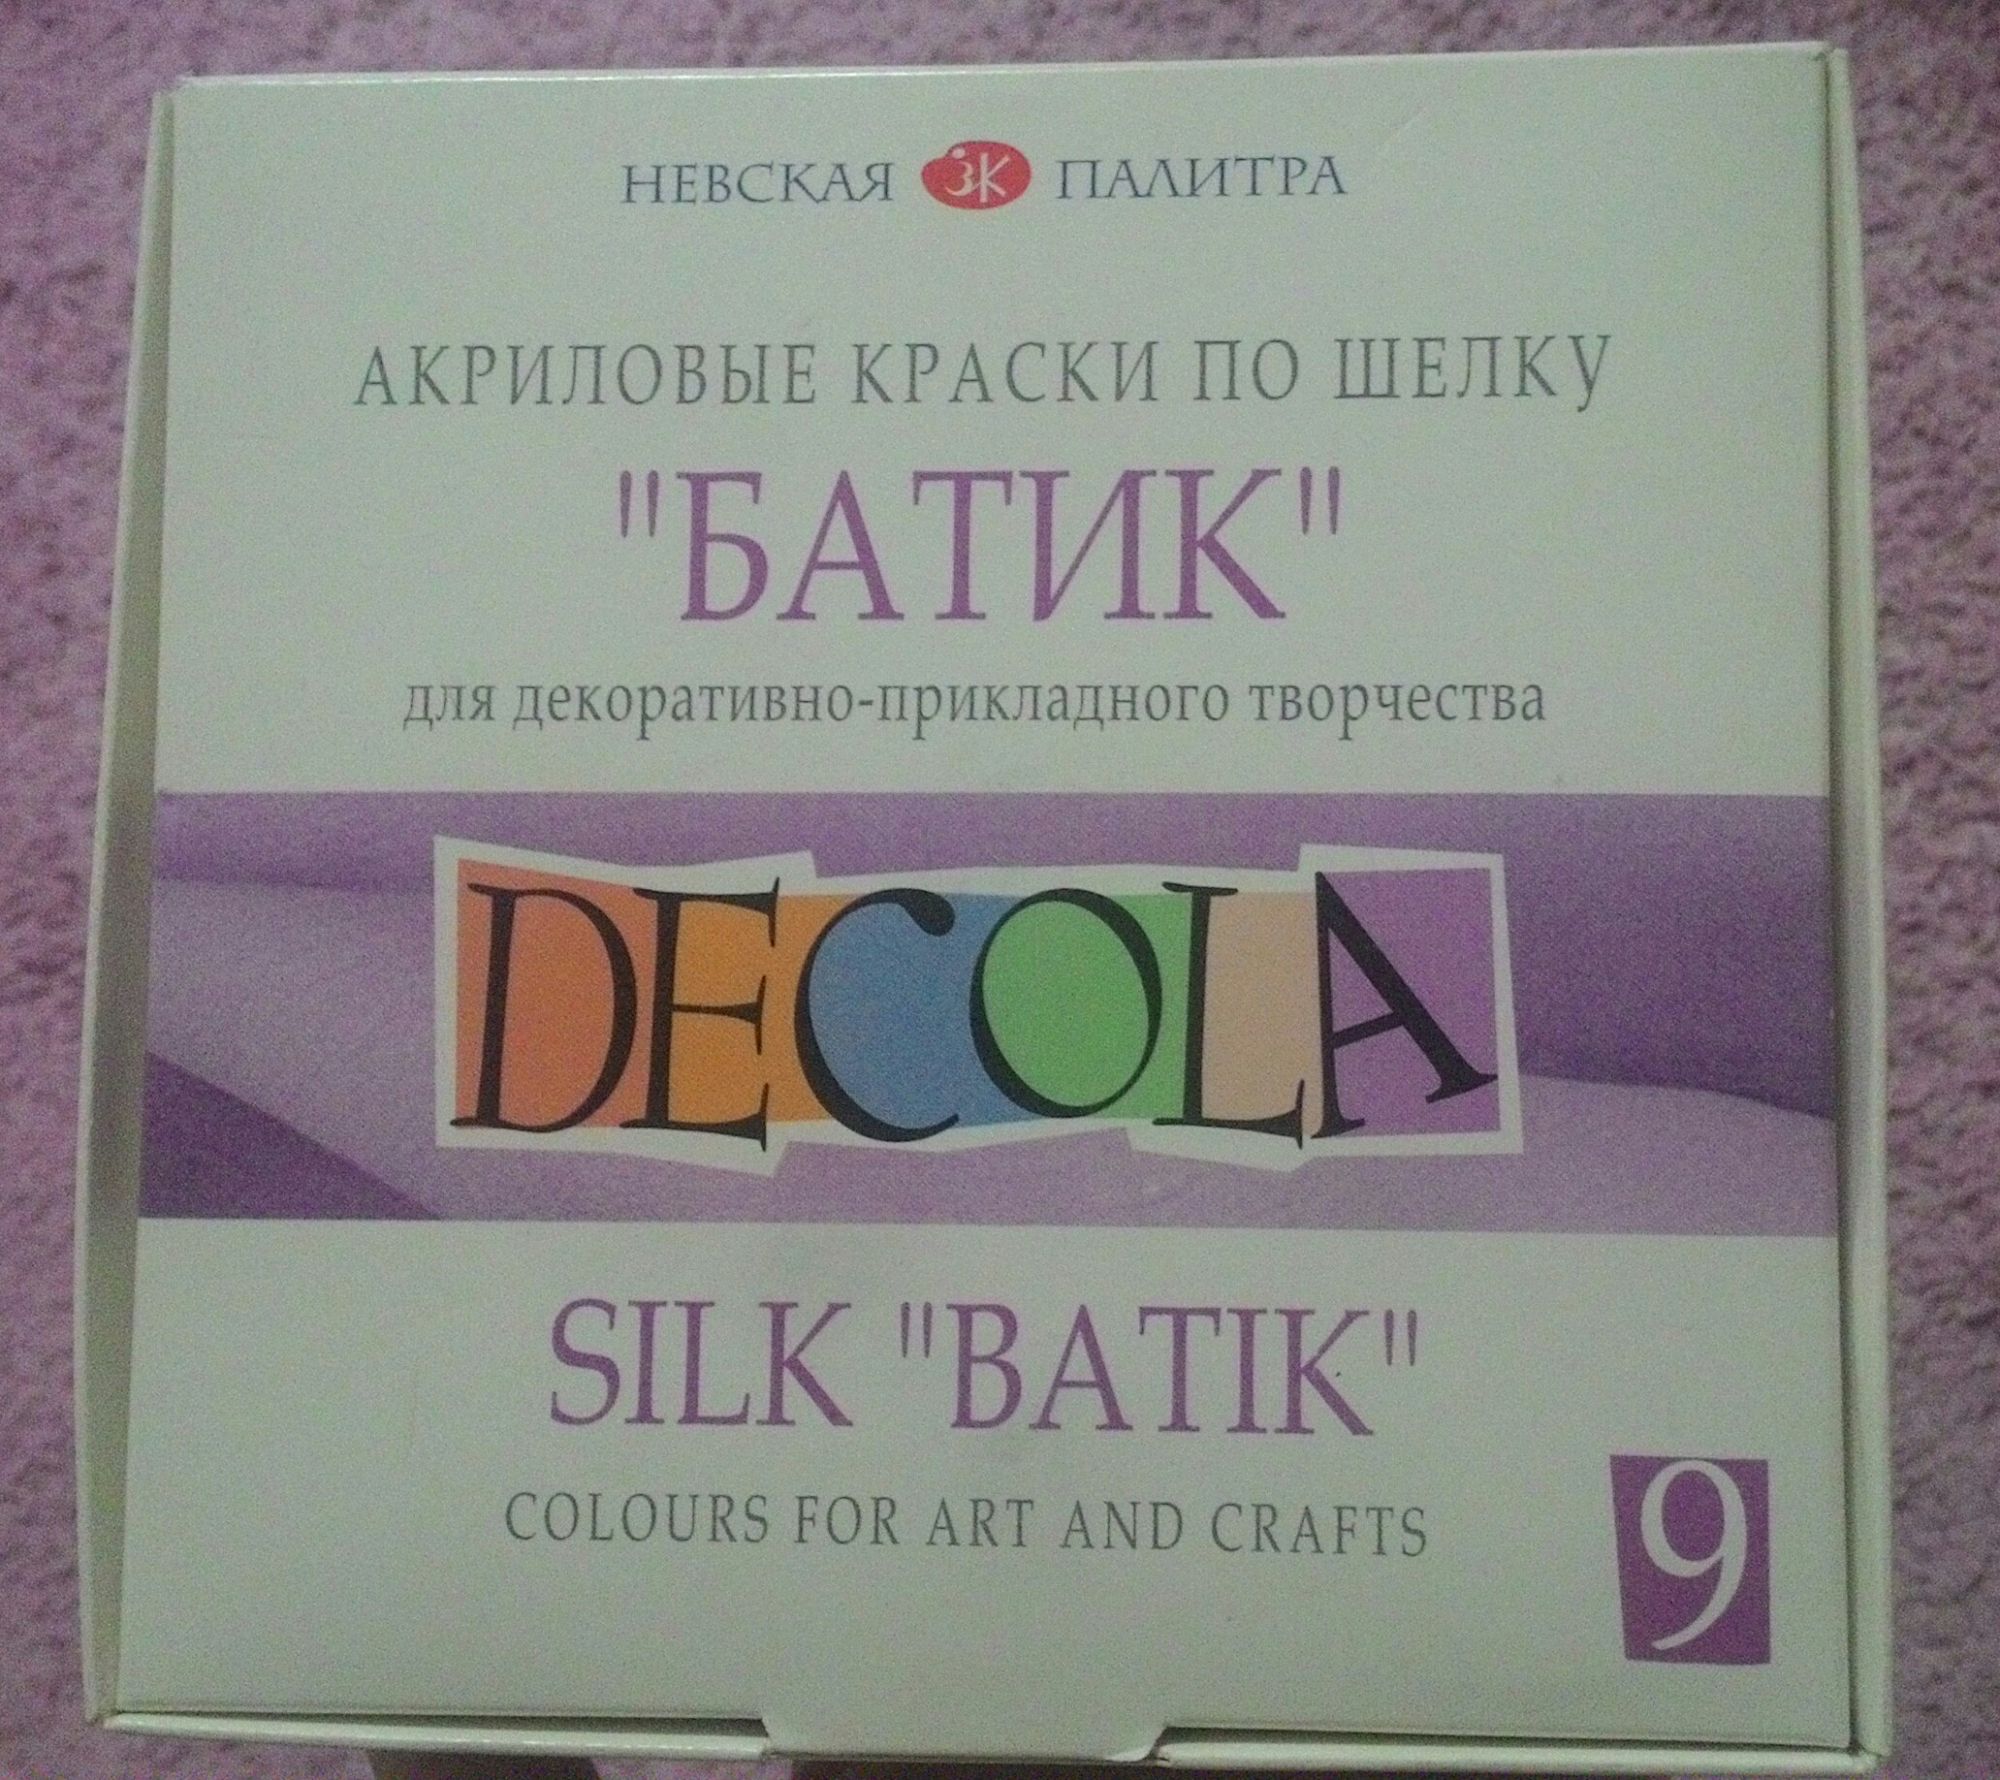 НЕВСКАЯ ЗК ПАЛИТРА
АКРИЛОВЫЕ КРАСКИ ПО ШЕЛКУ
"БАТИК"
для декоративно-прикладного творчества
DECOLA
SILK "BATIK"
COLOURS FOR ART AND CRAFTS
9